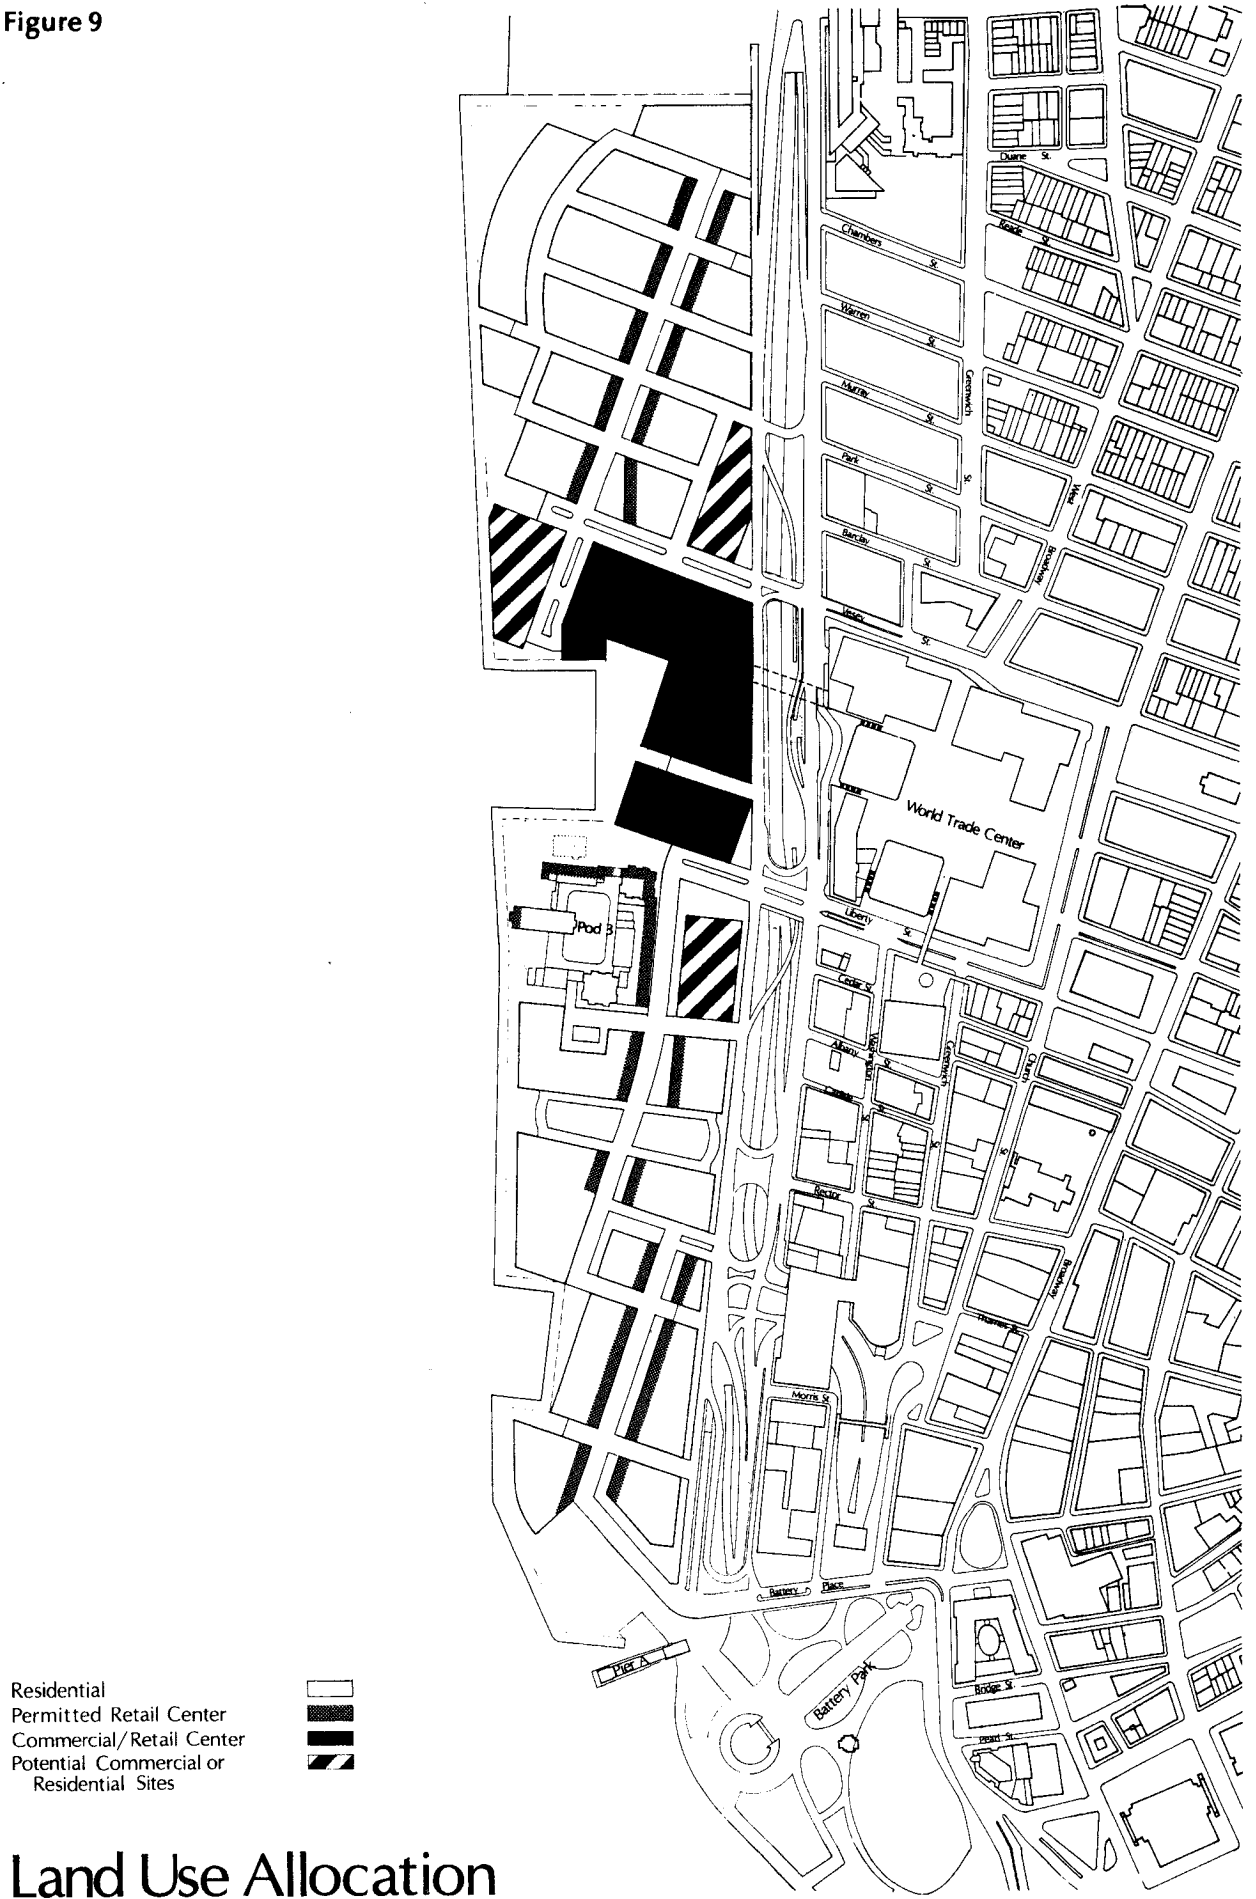 Figure 9
Duane St.
Reade St.
Chambers St.
Warren St.
Greenwich St.
Murray St.
Park St.
West Broadway
Barclay St.
Vesey St.
World Trade Center
Liberty St.
Pod 3
Cedar St.
Washington St.
Albany St.
Greenwich St.
Church St.
Carlisle St.
Rector St.
Broadway
Thames St.
Morris St.
Battery Place
Pier A
Battery Park
Bridge St.
Pearl St.
Residential
Permitted Retail Center
Commercial/Retail Center
Potential Commercial or
Residential Sites
Land Use Allocation